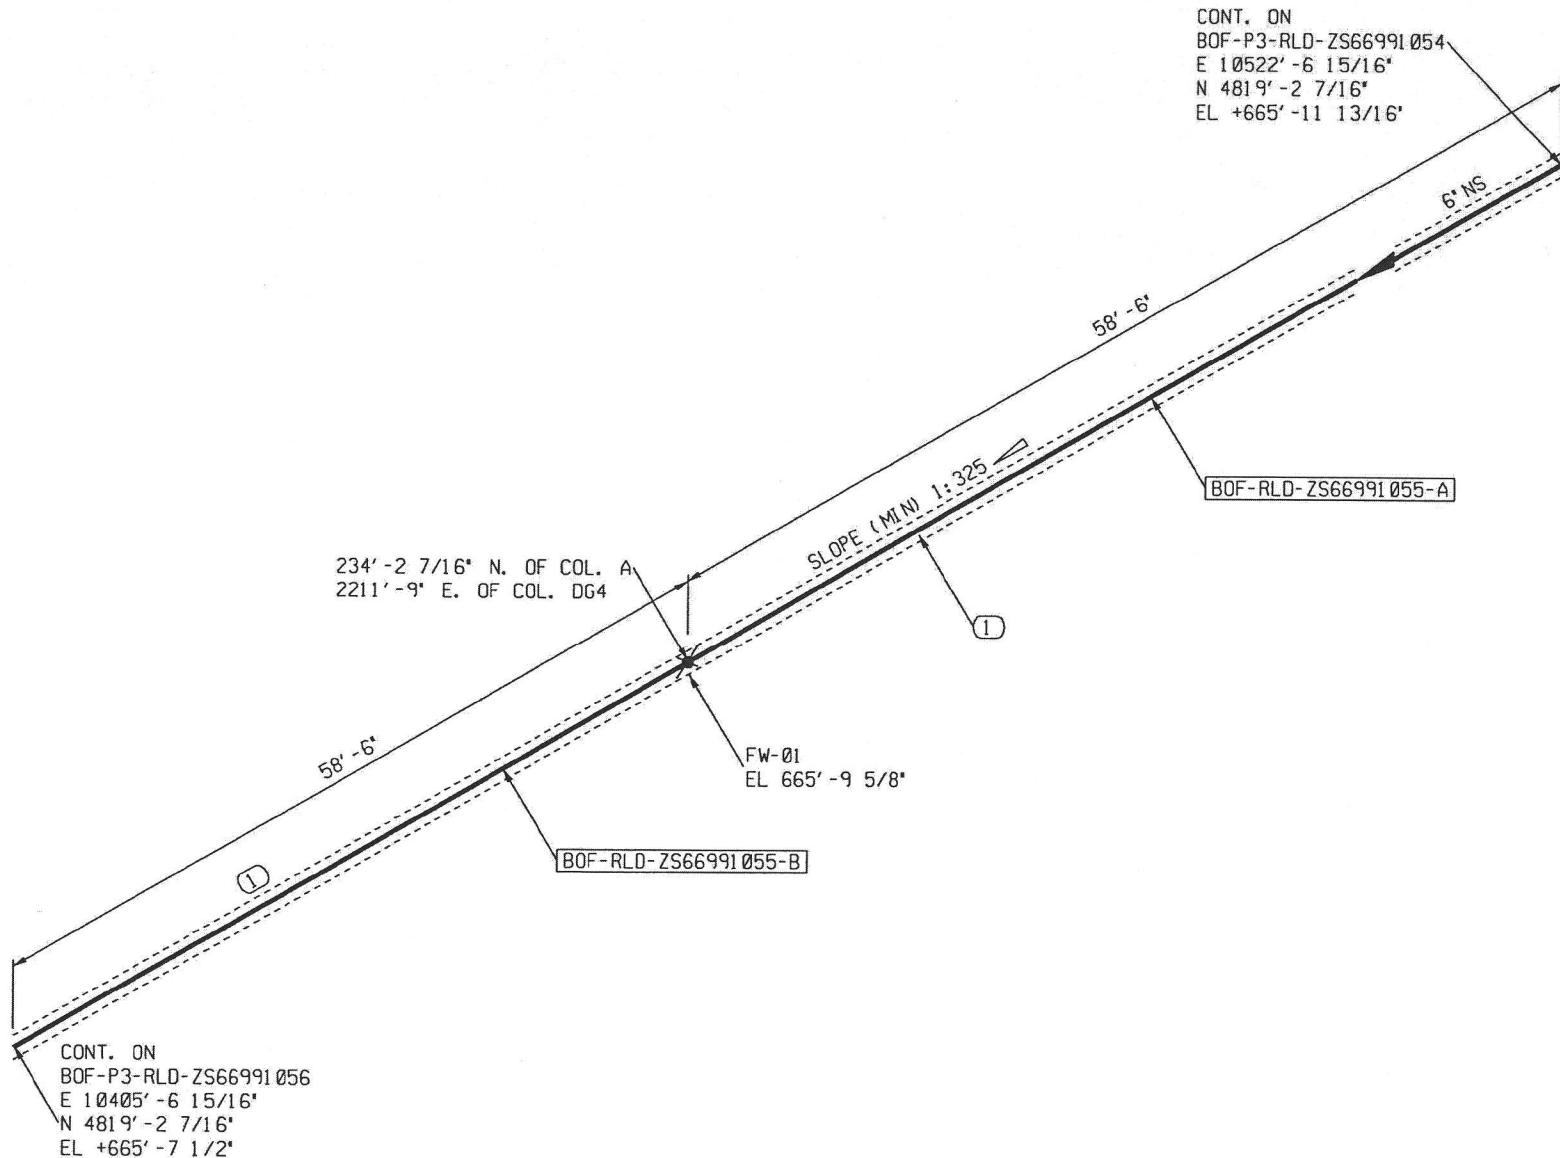 CONT. ON
BOF-P3-RLD-ZS66991054
E 10522'-6 15/16"
N 4819'-2 7/16"
EL +665'-11 13/16"
6" NS
58'-6"
BOF-RLD-ZS66991055-A
SLOPE (MIN) 1:325
1
234'-2 7/16" N. OF COL. A
2211'-9" E. OF COL. DG4
FW-01
EL 665'-9 5/8"
58'-6"
BOF-RLD-ZS66991055-B
1
CONT. ON
BOF-P3-RLD-ZS66991056
E 10405'-6 15/16"
N 4819'-2 7/16"
EL +665'-7 1/2"